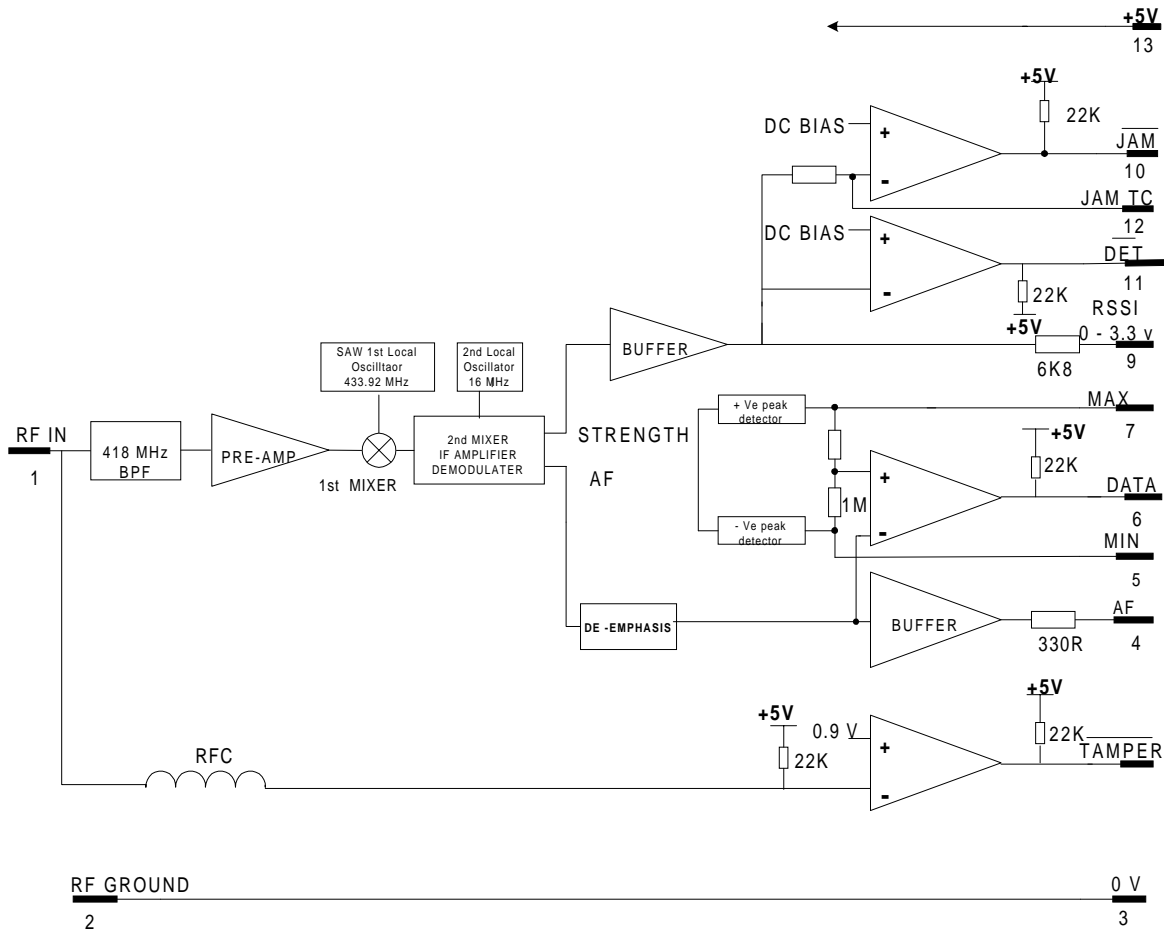 +5V
13
+5V
22K
DC BIAS
+
-
JAM
10
JAM TC
12
DC BIAS
+
-
DET
11
22K
+5V
RSSI
0 - 3.3 v
9
6K8
BUFFER
SAW 1st Local
Oscilltaor
433.92 MHz
2nd Local
Oscillator
16 MHz
RF IN
1
418 MHz
BPF
PRE-AMP
1st MIXER
2nd MIXER
IF AMPLIFIER
DEMODULATER
STRENGTH
AF
+ Ve peak
detector
MAX
7
+5V
22K
1M
+
-
DATA
6
- Ve peak
detector
MIN
5
DE -EMPHASIS
BUFFER
330R
AF
4
RFC
+5V
22K
0.9 V
+
-
+5V
22K
TAMPER
RF GROUND
2
0 V
3